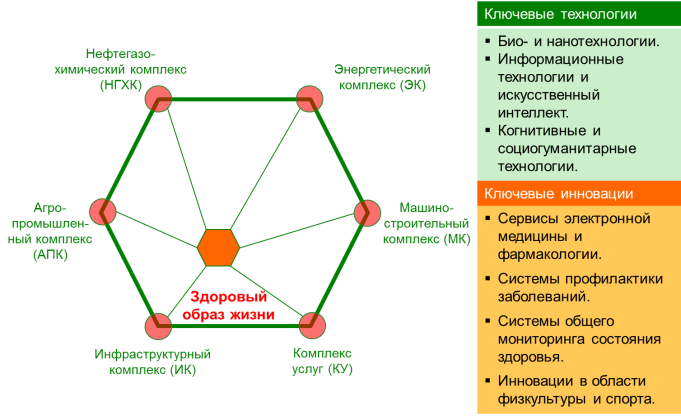 Нефтегазо-
химический комплекс
(НГХК)
Энергетический
комплекс (ЭК)
Агро-
промышлен-
ный комплекс
(АПК)
Машино-
строительный
комплекс (МК)
Здоровый
образ жизни
Инфраструктурный
комплекс (ИК)
Комплекс
услуг (КУ)
Ключевые технологии
▪ Био- и нанотехнологии.
▪ Информационные
технологии и
искусственный
интеллект.
▪ Когнитивные и
социогуманитарные
технологии.
Ключевые инновации
▪ Сервисы электронной
медицины и
фармакологии.
▪ Системы профилактики
заболеваний.
▪ Системы общего
мониторинга состояния
здоровья.
▪ Инновации в области
физкультуры и спорта.